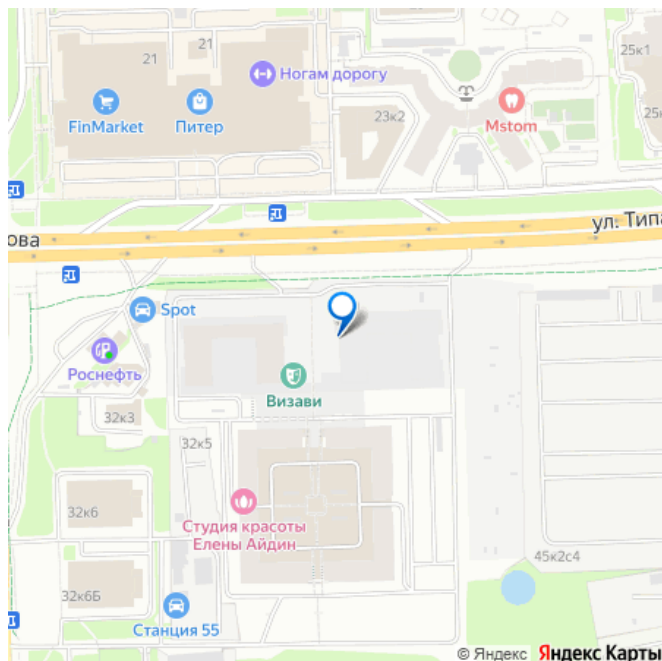 21
21
25к1
Ногам дорогу
FinMarket
Питер
23к2
Mstom
25к
ова
ул. Типа
Spot
Роснефть
Визави
32к3
32к5
32к6
Студия красоты
Елены Айдин
45к2с4
32к6Б
Станция 55
© Яндекс Яндекс Карты